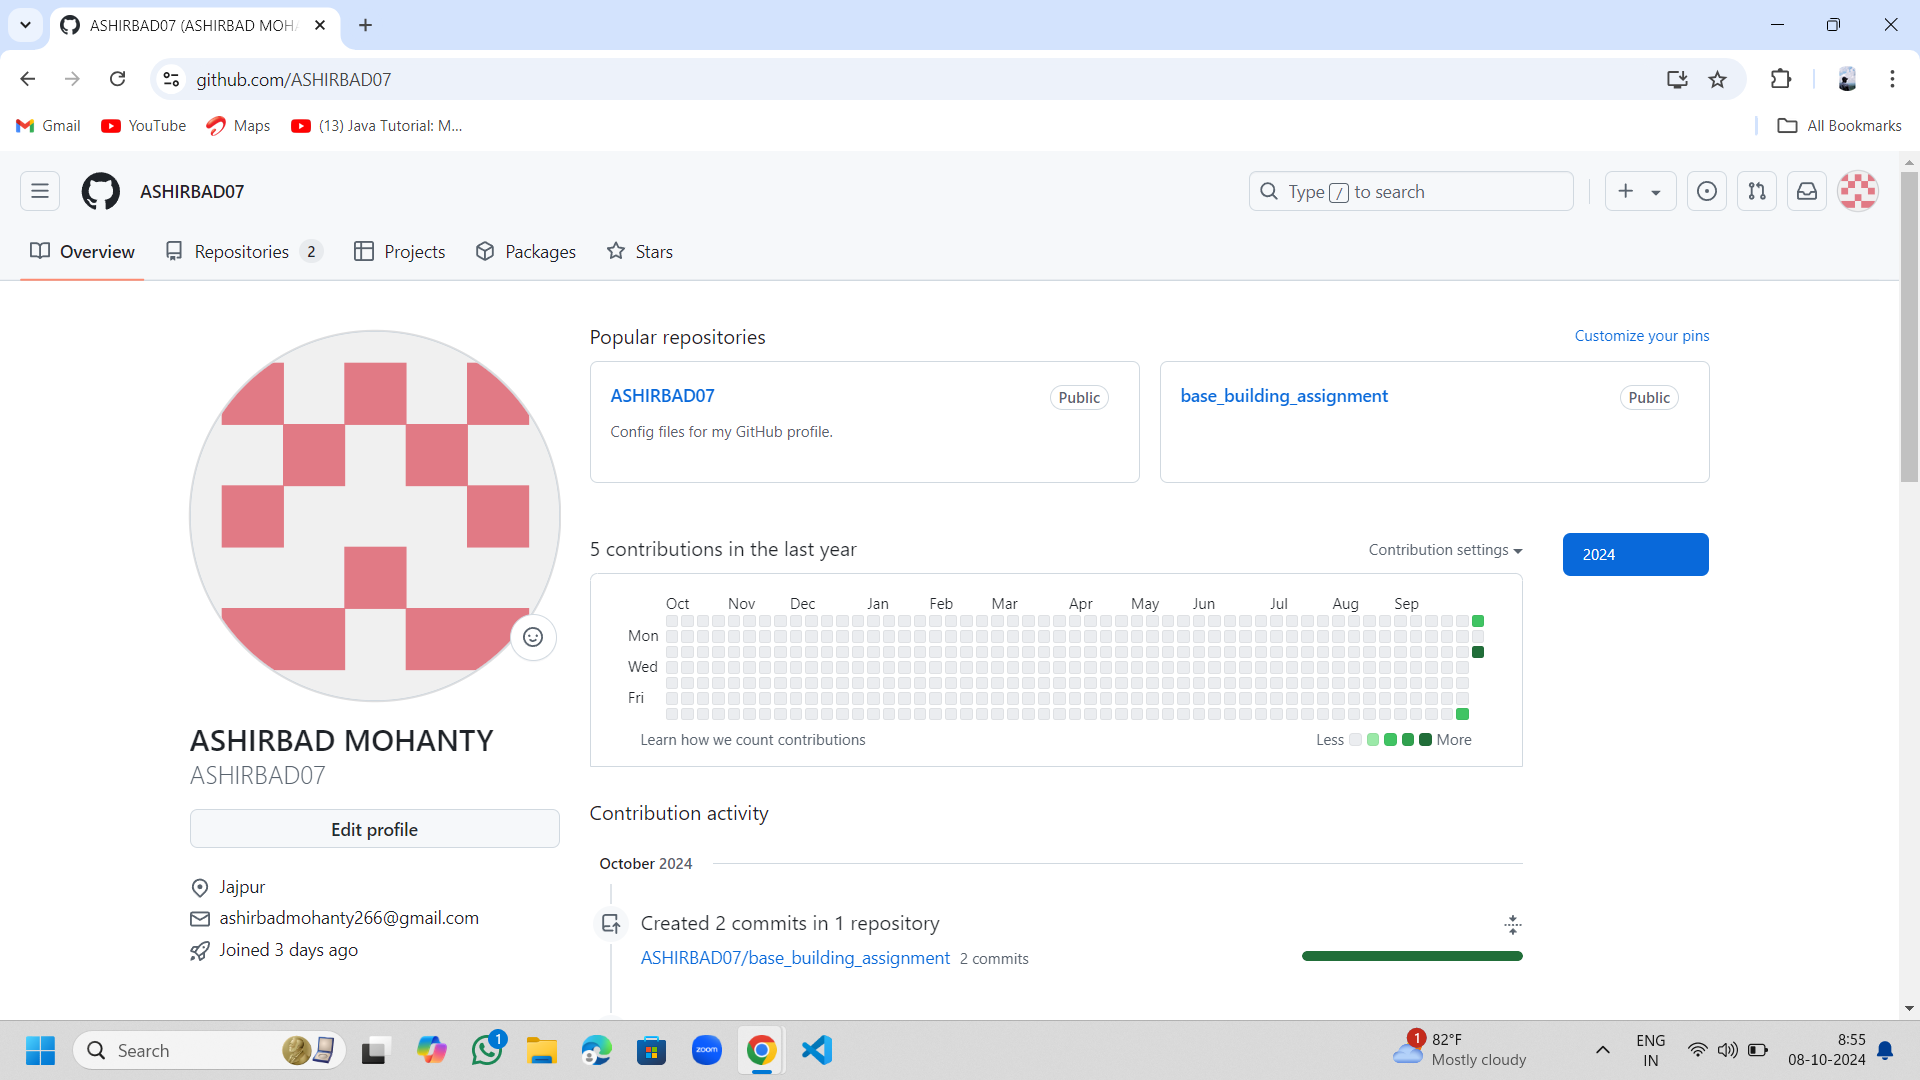 ASHIRBAD07 (ASHIRBAD MOHA
github.com/ASHIRBAD07
Gmail
YouTube
Maps
(13) Java Tutorial: M...
All Bookmarks
ASHIRBAD07
Type / to search
Overview
Repositories 2
Projects
Packages
Stars
Popular repositories
Customize your pins
ASHIRBAD07
Public
Config files for my GitHub profile.
base_building_assignment
Public
5 contributions in the last year
Contribution settings
2024
Oct Nov Dec Jan Feb Mar Apr May Jun Jul Aug Sep
Mon
Wed
Fri
Learn how we count contributions
Less
More
ASHIRBAD MOHANTY
ASHIRBAD07
Edit profile
Jajpur
ashirbadmohanty266@gmail.com
Joined 3 days ago
Contribution activity
October 2024
Created 2 commits in 1 repository
ASHIRBAD07/base_building_assignment 2 commits
Search
1
zoom
1
82°F
Mostly cloudy
ENG
IN
8:55
08-10-2024